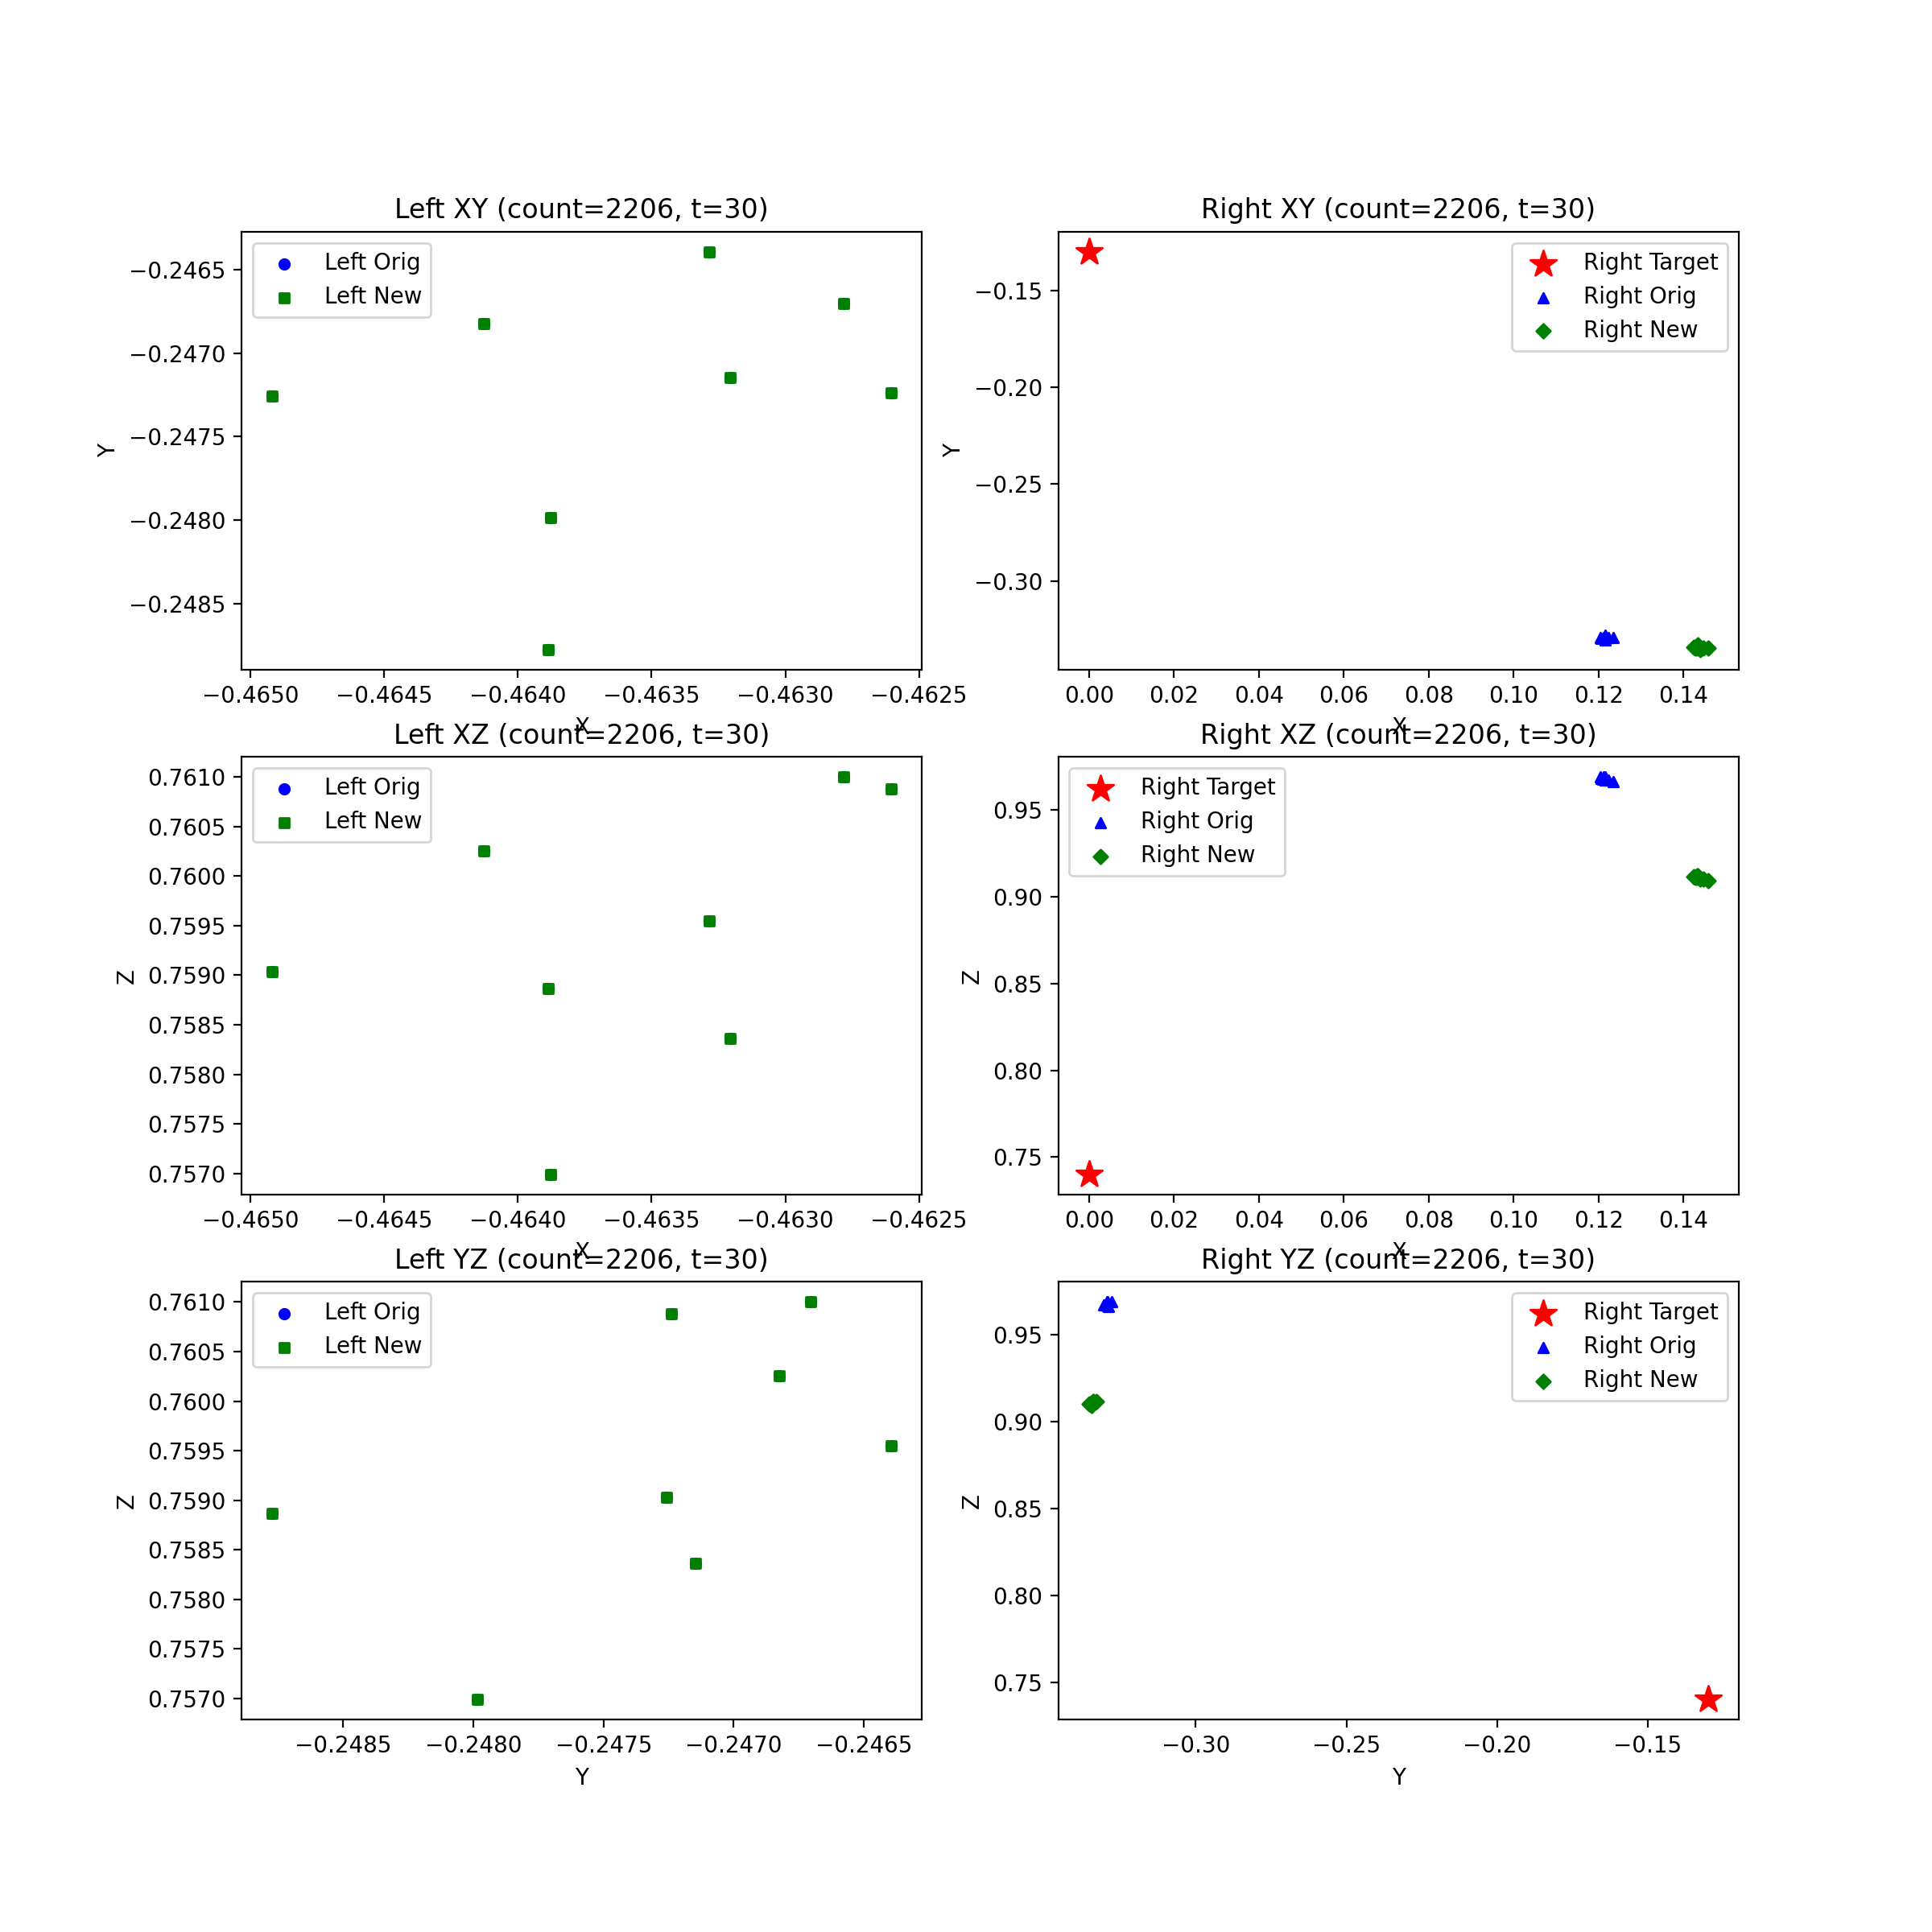 Left XY (count=2206, t=30)
Left Orig
Left New
−0.2465
−0.2470
−0.2475
−0.2480
−0.2485
Y
−0.4650
−0.4645
−0.4640
−0.4635
−0.4630
−0.4625
X
Right XY (count=2206, t=30)
Right Target
Right Orig
Right New
−0.15
−0.20
−0.25
−0.30
Y
0.00
0.02
0.04
0.06
0.08
0.10
0.12
0.14
X
Left XZ (count=2206, t=30)
Left Orig
Left New
0.7610
0.7605
0.7600
0.7595
0.7590
0.7585
0.7580
0.7575
0.7570
Z
−0.4650
−0.4645
−0.4640
−0.4635
−0.4630
−0.4625
X
Right XZ (count=2206, t=30)
Right Target
Right Orig
Right New
0.95
0.90
0.85
0.80
0.75
Z
0.00
0.02
0.04
0.06
0.08
0.10
0.12
0.14
X
Left YZ (count=2206, t=30)
Left Orig
Left New
0.7610
0.7605
0.7600
0.7595
0.7590
0.7585
0.7580
0.7575
0.7570
Z
−0.2485
−0.2480
−0.2475
−0.2470
−0.2465
Y
Right YZ (count=2206, t=30)
Right Target
Right Orig
Right New
0.95
0.90
0.85
0.80
0.75
Z
−0.30
−0.25
−0.20
−0.15
Y